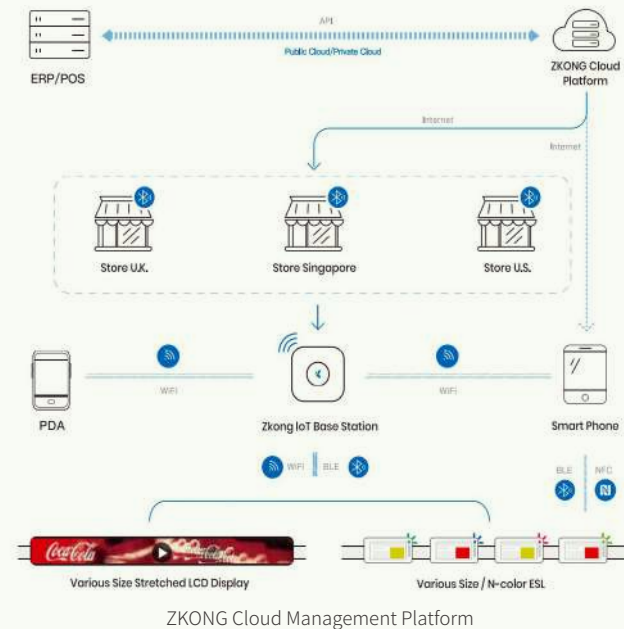 API
Public Cloud/Private Cloud
ERP/POS
ZKONG Cloud
Platform
Internet
Internet
Store U.K.
Store Singapore
Store U.S.
WiFi
WiFi
PDA
Zkong IoT Base Station
Smart Phone
WiFi
BLE
BLE
NFC
Coca-Cola
Coca-Cola
Various Size Stretched LCD Display
Various Size / N-color ESL
ZKONG Cloud Management Platform